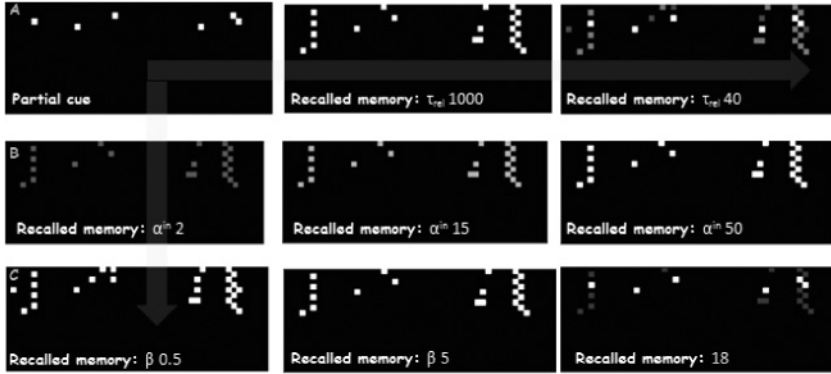 A
Partial cue
Recalled memory: τrel 1000
Recalled memory: τrel 40
B
Recalled memory: αin 2
Recalled memory: αin 15
Recalled memory: αin 50
C
Recalled memory: β 0.5
Recalled memory: β 5
Recalled memory: 18